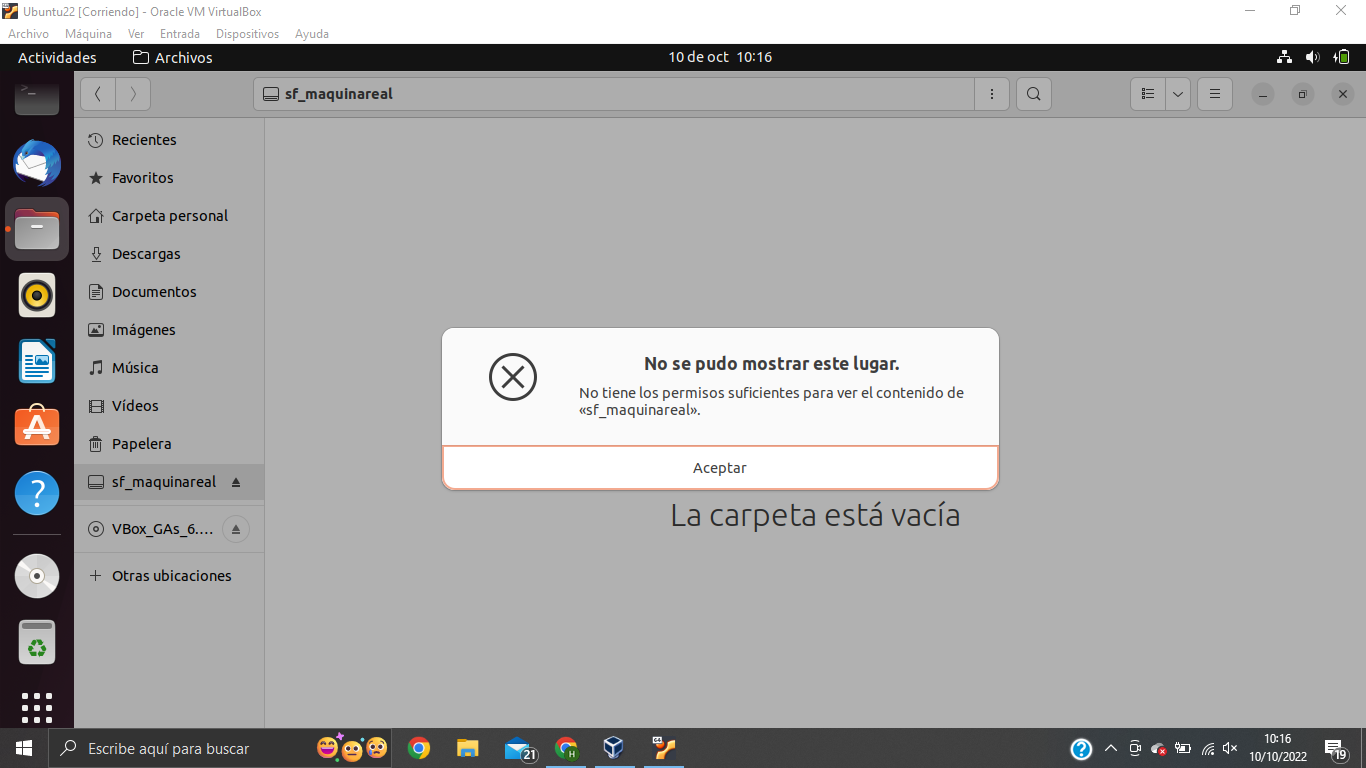 Ubuntu22 [Corriendo] - Oracle VM VirtualBox
Archivo Máquina Ver Entrada Dispositivos Ayuda
Actividades Archivos 10 de oct 10:16
sf_maquinareal
Recientes
Favoritos
Carpeta personal
Descargas
Documentos
Imágenes
Música
Vídeos
Papelera
sf_maquinareal
VBox_GAs_6....
Otras ubicaciones
No se pudo mostrar este lugar.
No tiene los permisos suficientes para ver el contenido de
«sf_maquinareal».
Aceptar
La carpeta está vacía
Escribe aquí para buscar
21
H
10:16
10/10/2022
19